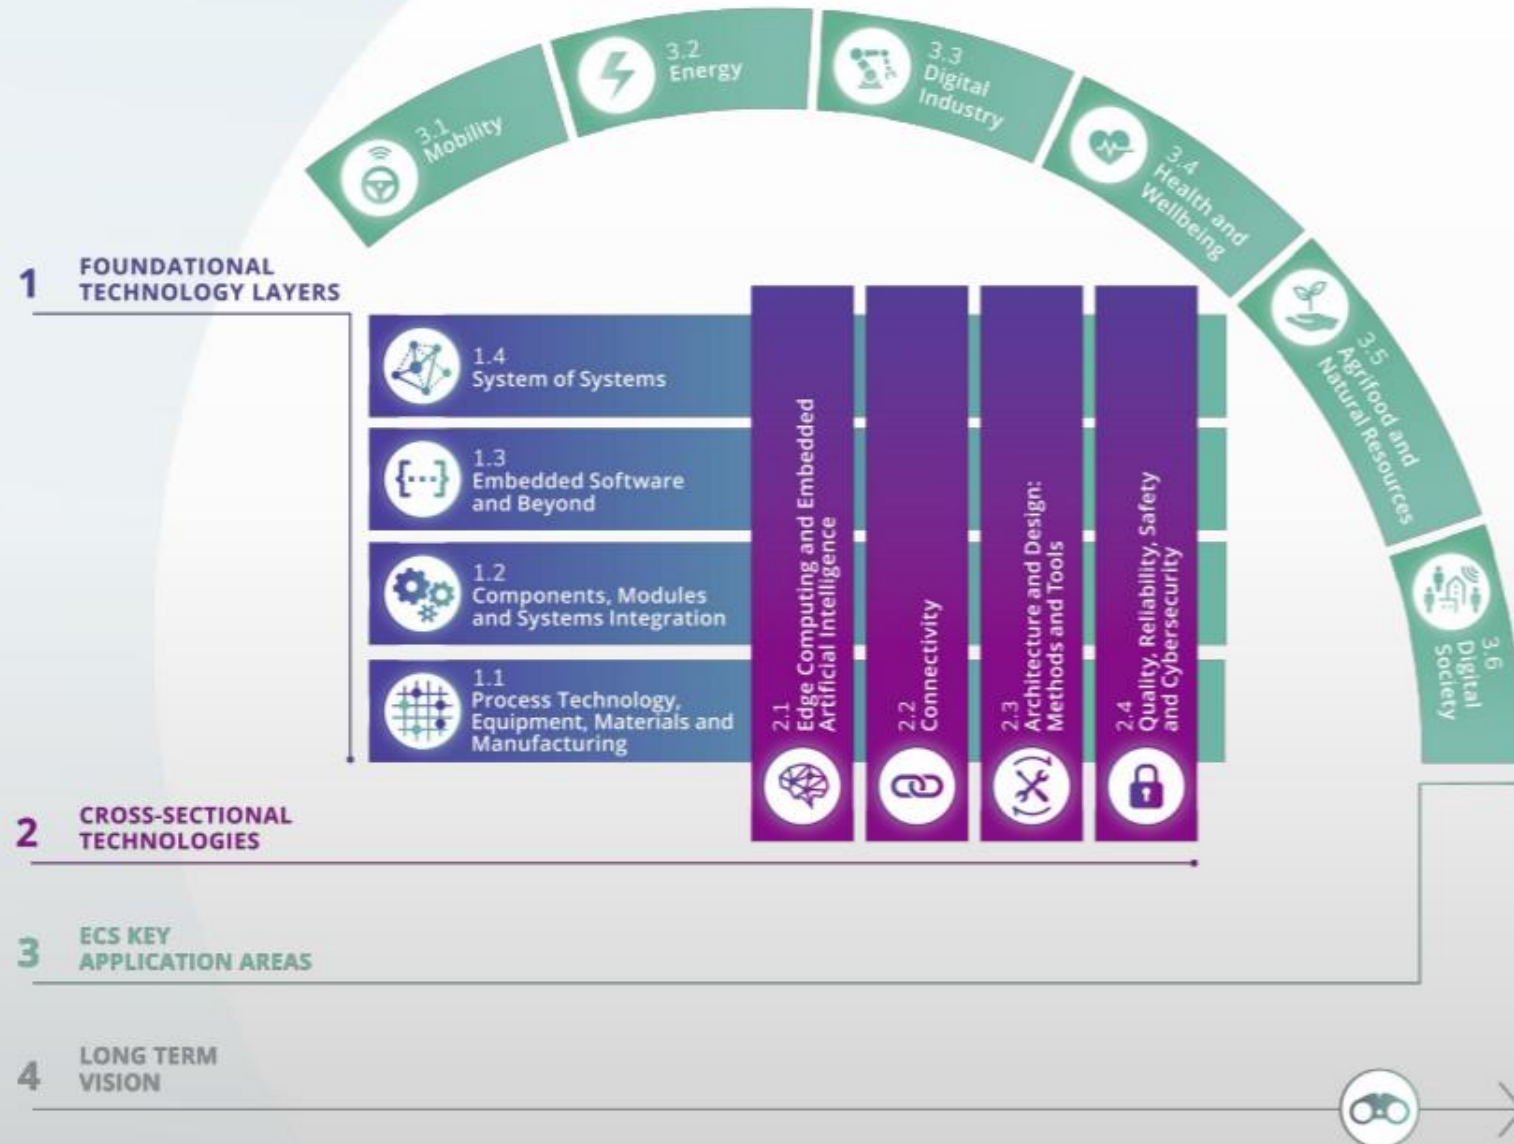 3.1
Mobility
3.2
Energy
3.3
Digital
Industry
3.4
Health and
Wellbeing
3.5
Agrifood and
Natural Resources
3.6
Digital
Society
1
FOUNDATIONAL
TECHNOLOGY LAYERS
1.4
System of Systems
1.3
Embedded Software
and Beyond
1.2
Components, Modules
and Systems Integration
1.1
Process Technology,
Equipment, Materials and
Manufacturing
2.1
Edge Computing and Embedded
Artificial Intelligence
2.2
Connectivity
2.3
Architecture and Design:
Methods and Tools
2.4
Quality, Reliability, Safety
and Cybersecurity
2
CROSS-SECTIONAL
TECHNOLOGIES
3
ECS KEY
APPLICATION AREAS
4
LONG TERM
VISION